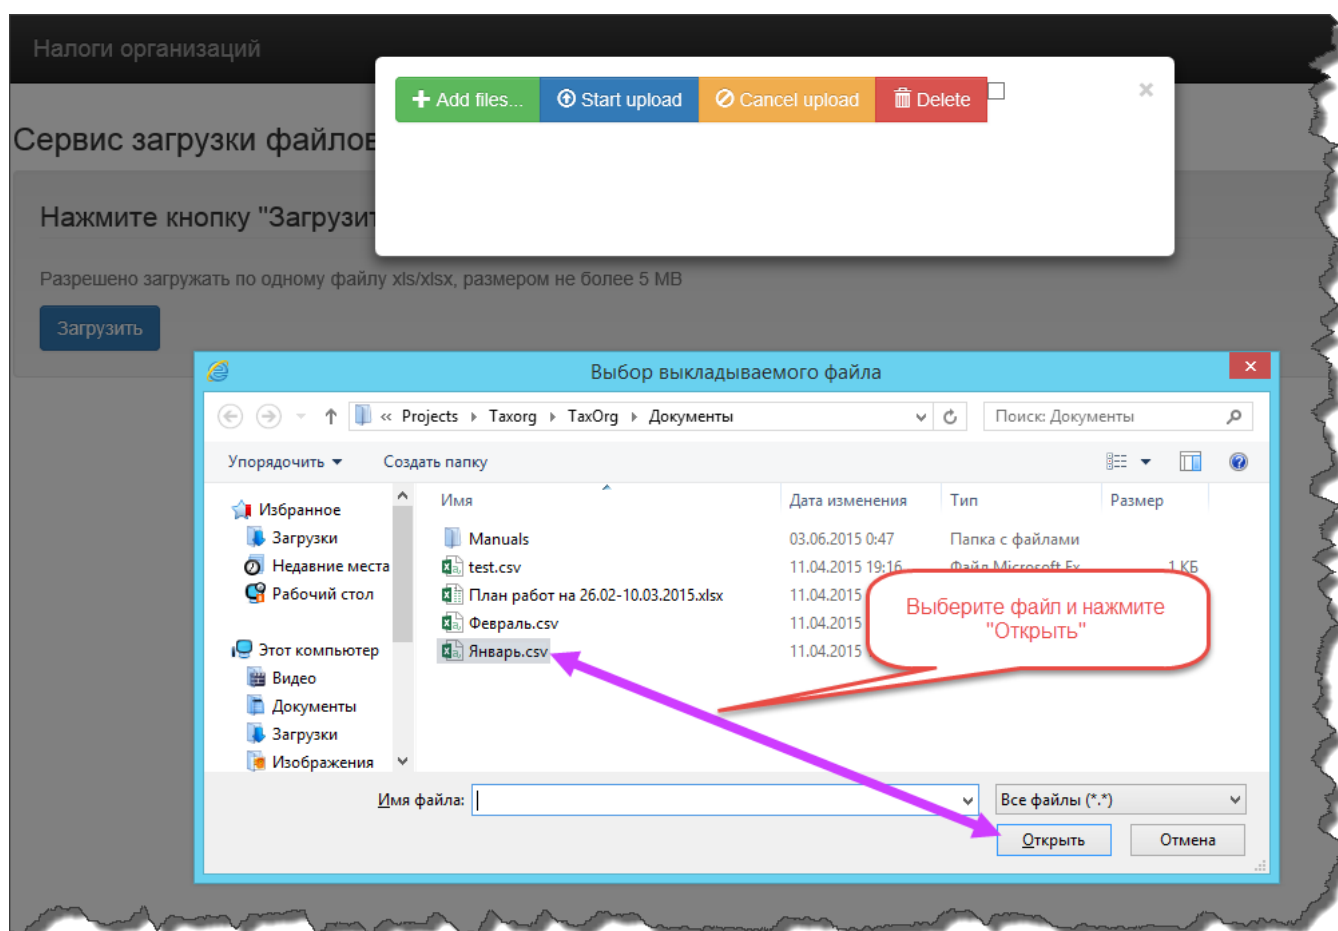 Налоги организаций
Add files...
Start upload
Cancel upload
Delete
×
Сервис загрузки файлов
Нажмите кнопку "Загрузит
Разрешено загружать по одному файлу xls/xlsx, размером не более 5 MB
Загрузить
Выбор выкладываемого файла
« Projects Taxorg TaxOrg Документы
Поиск: Документы
Упорядочить
Создать папку
Имя Дата изменения Тип Размер
Избранное
Загрузки
Недавние места
Рабочий стол
Этот компьютер
Видео
Документы
Загрузки
Изображения
Manuals 03.06.2015 0:47 Папка с файлами
test.csv 11.04.2015 19:16 Файл Microsoft Ex 1 КБ
План работ на 26.02-10.03.2015.xlsx 11.04.2015
Февраль.csv 11.04.2015
Январь.csv 11.04.2015
Выберите файл и нажмите
"Открыть"
Имя файла:
Все файлы (*.*)
Открыть
Отмена